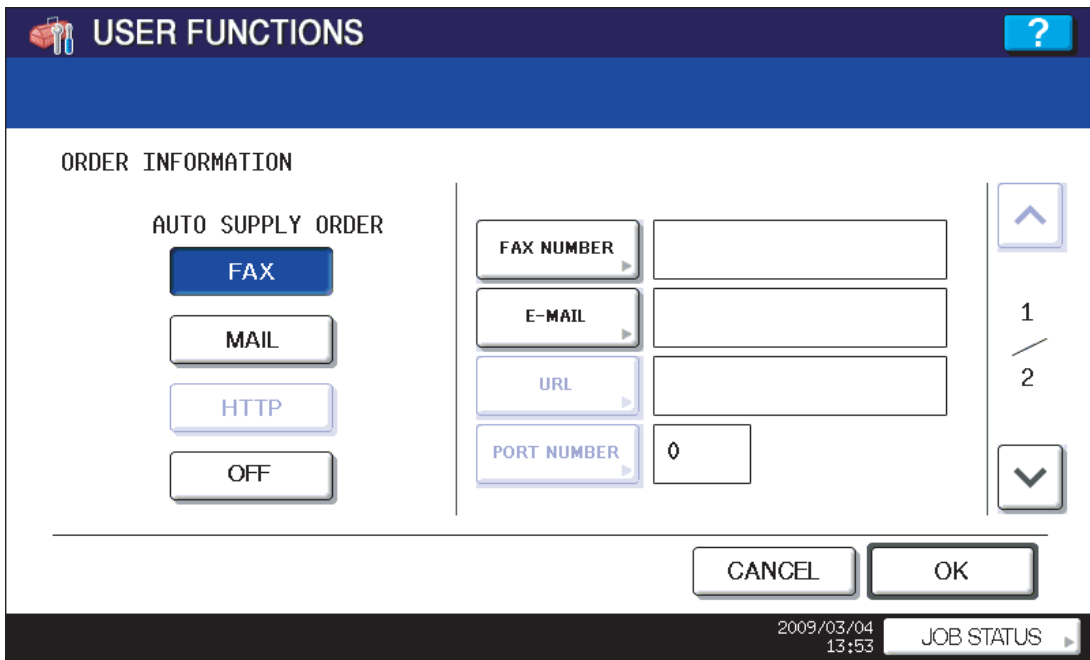 USER FUNCTIONS
?
ORDER INFORMATION
AUTO SUPPLY ORDER
FAX
MAIL
HTTP
OFF
FAX NUMBER
E-MAIL
URL
PORT NUMBER
0
1
2
CANCEL
OK
2009/03/04
13:53
JOB STATUS